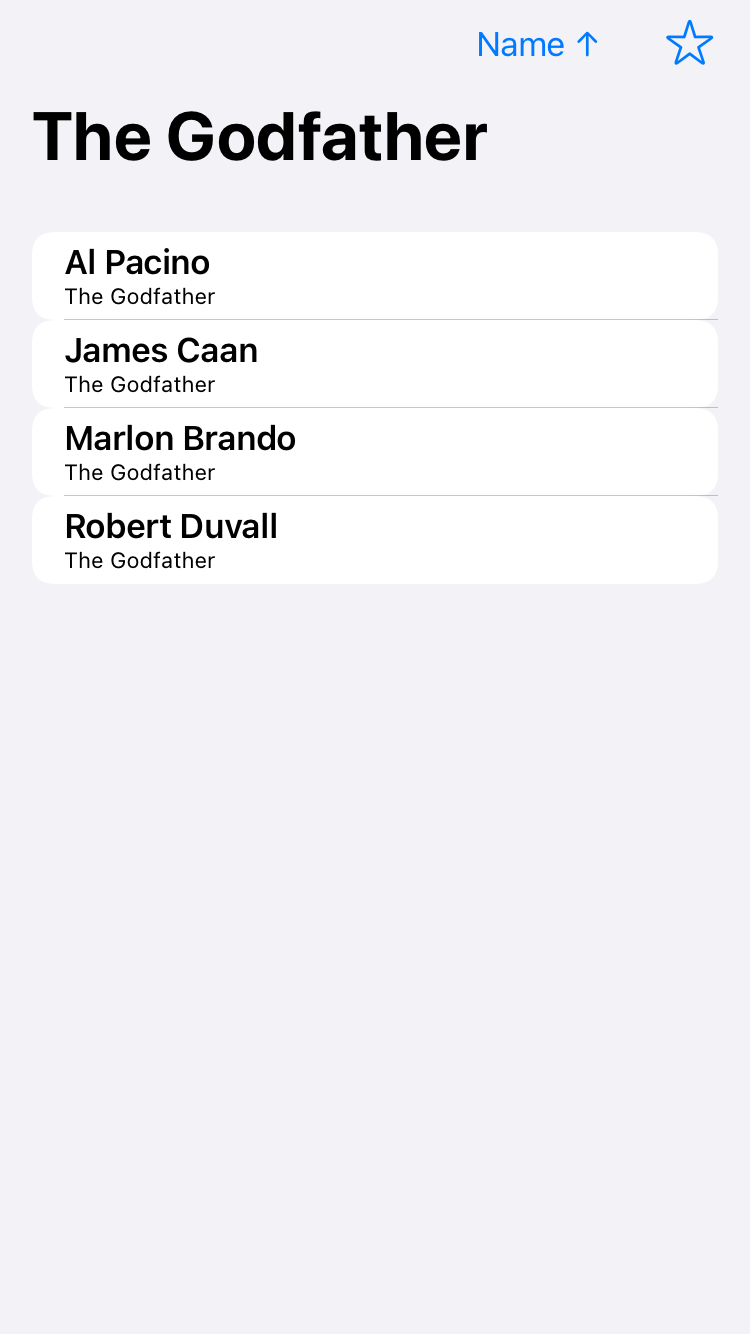 Name ↑
The Godfather
Al Pacino
The Godfather
James Caan
The Godfather
Marlon Brando
The Godfather
Robert Duvall
The Godfather